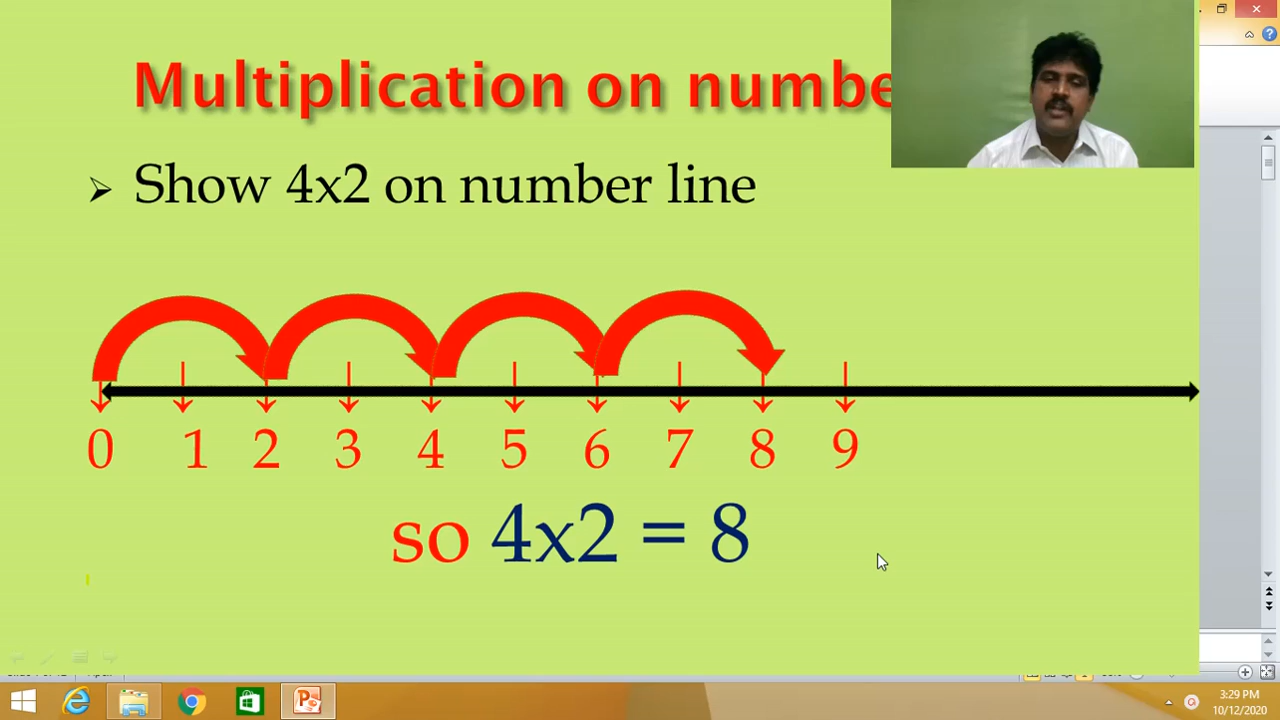 Multiplication on numbe
➢ Show 4x2 on number line
0 1 2 3 4 5 6 7 8 9
so 4x2 = 8
3:29 PM
10/12/2020